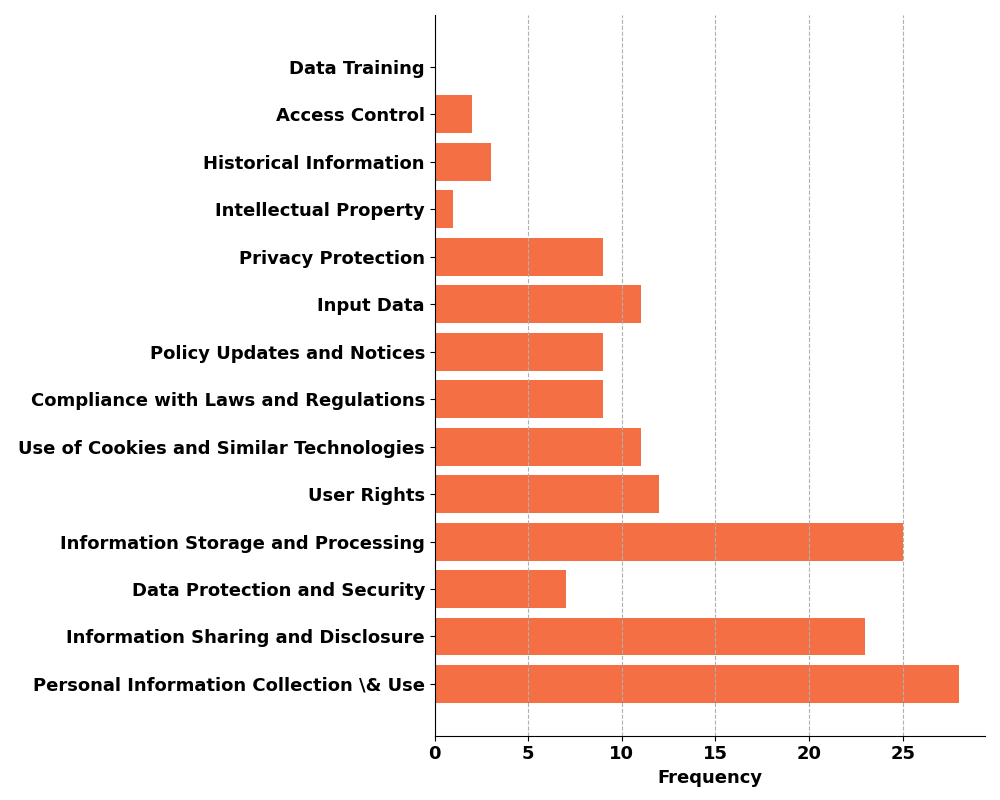 Data Training
Access Control
Historical Information
Intellectual Property
Privacy Protection
Input Data
Policy Updates and Notices
Compliance with Laws and Regulations
Use of Cookies and Similar Technologies
User Rights
Information Storage and Processing
Data Protection and Security
Information Sharing and Disclosure
Personal Information Collection \& Use
0 5 10 15 20 25
Frequency